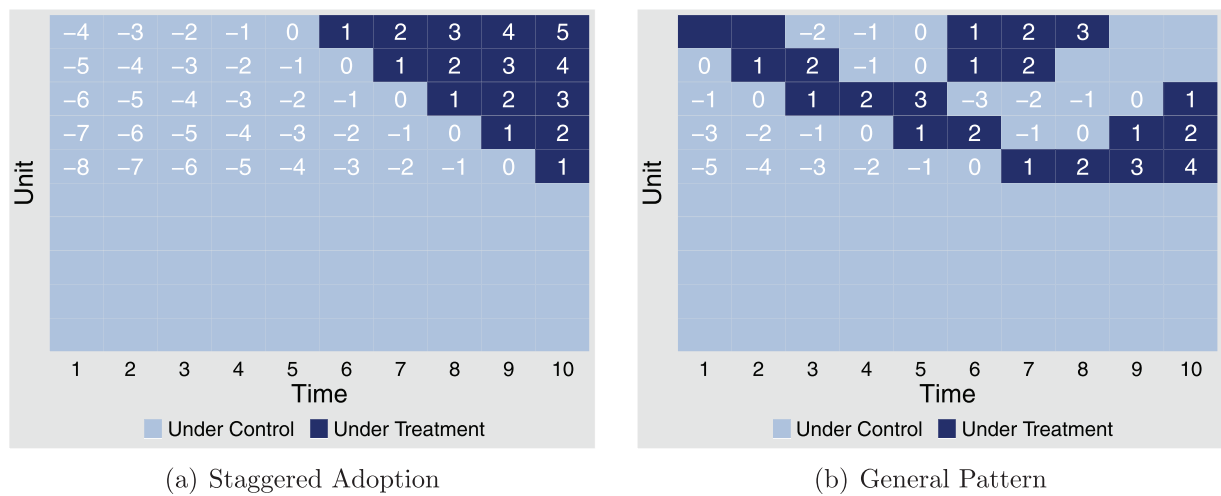 −4 −3 −2 −1 0 1 2 3 4 5
−5 −4 −3 −2 −1 0 1 2 3 4
−6 −5 −4 −3 −2 −1 0 1 2 3
−7 −6 −5 −4 −3 −2 −1 0 1 2
−8 −7 −6 −5 −4 −3 −2 −1 0 1
Unit
1 2 3 4 5 6 7 8 9 10
Time
Under Control Under Treatment
(a) Staggered Adoption
−2 −1 0 1 2 3
0 1 2 −1 0 1 2
−1 0 1 2 3 −3 −2 −1 0 1
−3 −2 −1 0 1 2 −1 0 1 2
−5 −4 −3 −2 −1 0 1 2 3 4
Unit
1 2 3 4 5 6 7 8 9 10
Time
Under Control Under Treatment
(b) General Pattern